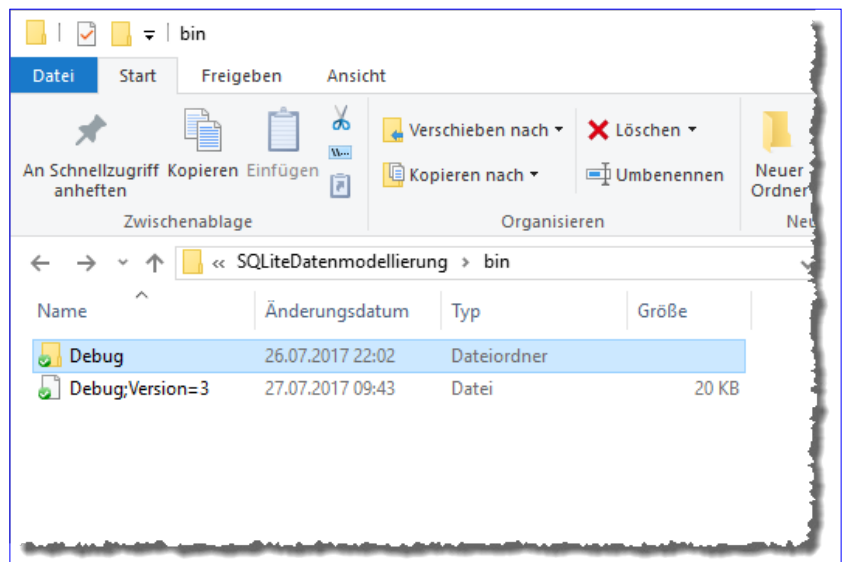 bin
Datei Start Freigeben Ansicht
An Schnellzugriff anheften
Kopieren
Einfügen
Verschieben nach
Kopieren nach
Löschen
Umbenennen
Neuer
Ordner
Zwischenablage Organisieren
« SQLiteDatenmodellierung > bin
Name Änderungsdatum Typ Größe
Debug 26.07.2017 22:02 Dateiordner
Debug;Version=3 27.07.2017 09:43 Datei 20 KB